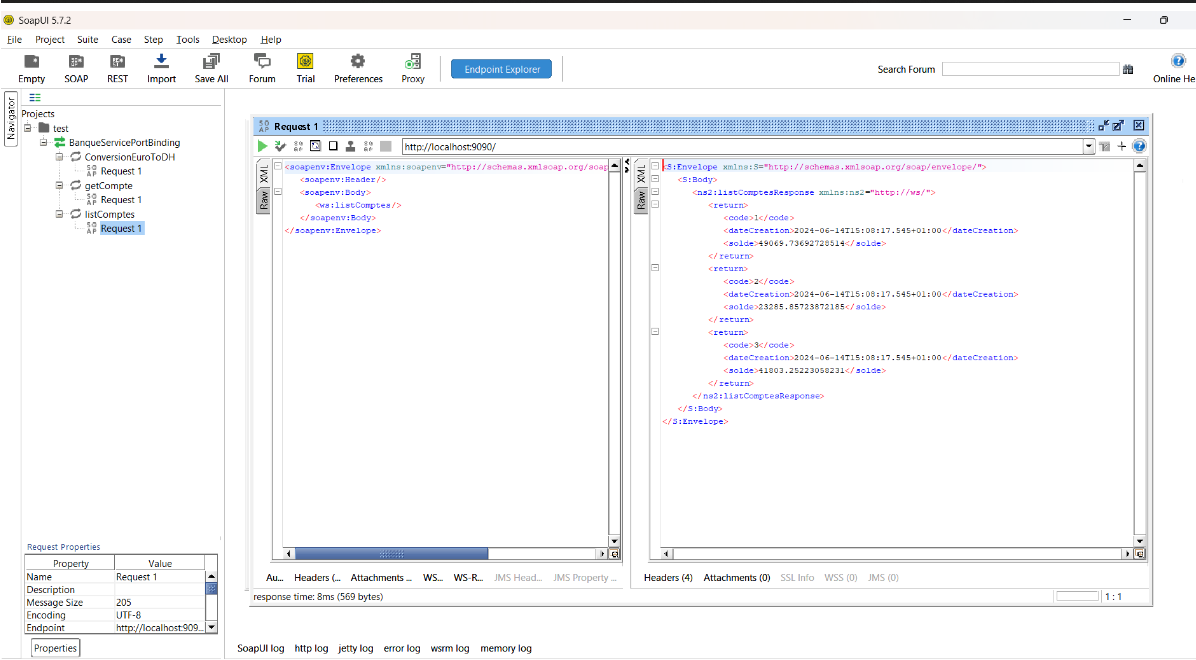 SoapUI 5.7.2
File Project Suite Case Step Tools Desktop Help
Empty SOAP REST Import Save All Forum Trial Preferences Proxy Endpoint Explorer Search Forum Online He
Navigator
Projects
test
BanqueServicePortBinding
ConversionEuroToDH
Request 1
getCompte
Request 1
listComptes
Request 1
Request 1
http://localhost:9090/
XML
Raw
<soapenv:Envelope xmlns:soapenv="http://schemas.xmlsoap.org/soap
<soapenv:Header/>
<soapenv:Body>
<ws:listComptes/>
</soapenv:Body>
</soapenv:Envelope>
XML
Raw
<S:Envelope xmlns:S="http://schemas.xmlsoap.org/soap/envelope/">
<S:Body>
<ns2:listComptesResponse xmlns:ns2="http://ws/">
<return>
<code>1</code>
<dateCreation>2024-06-14T15:08:17.545+01:00</dateCreation>
<solde>49069.73692728514</solde>
</return>
<return>
<code>2</code>
<dateCreation>2024-06-14T15:08:17.545+01:00</dateCreation>
<solde>23285.85723872185</solde>
</return>
<return>
<code>3</code>
<dateCreation>2024-06-14T15:08:17.545+01:00</dateCreation>
<solde>41803.25223058231</solde>
</return>
</ns2:listComptesResponse>
</S:Body>
</S:Envelope>
Au... Headers (... Attachments ... WS... WS-R... JMS Head... JMS Property ...
Headers (4) Attachments (0) SSL Info WSS (0) JMS (0)
response time: 8ms (569 bytes)
1 : 1
Request Properties
Property Value
Name Request 1
Description
Message Size 205
Encoding UTF-8
Endpoint http://localhost:909...
Properties
SoapUI log http log jetty log error log wsrm log memory log